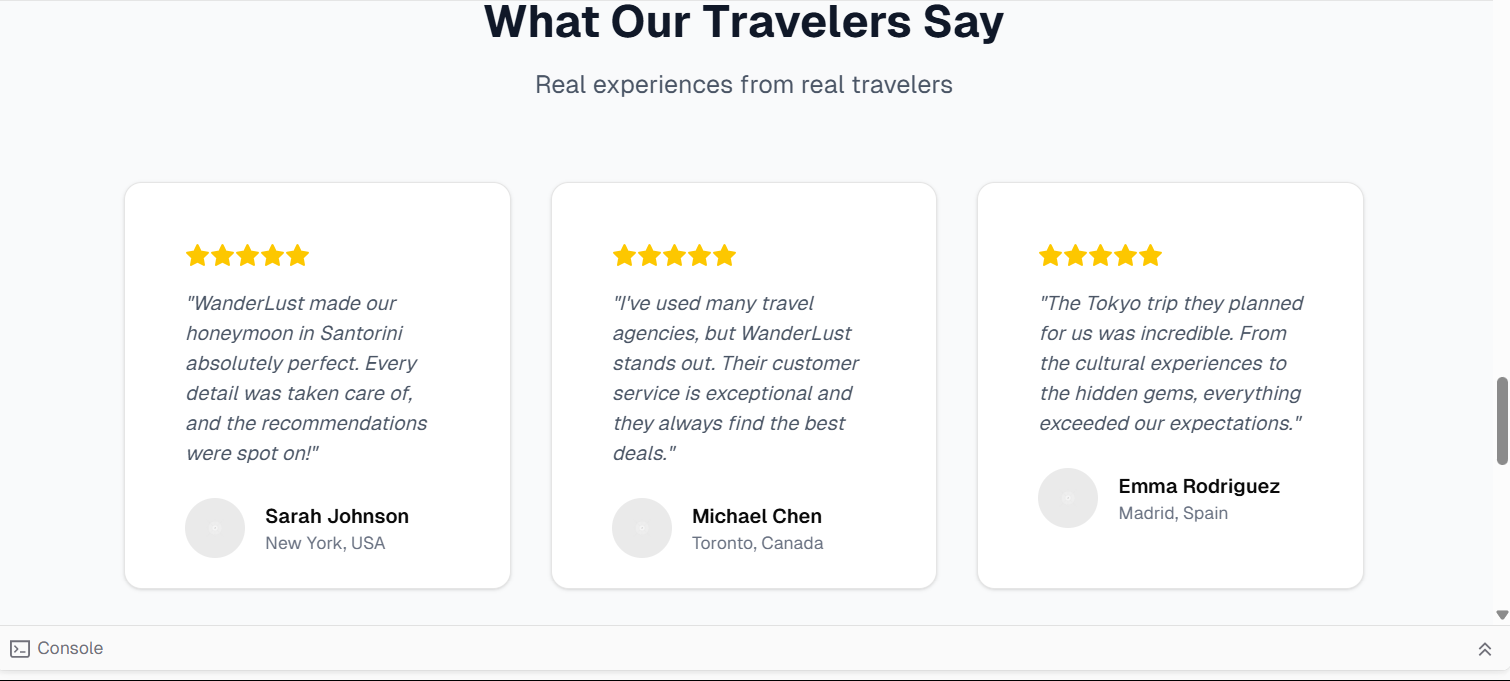 What Our Travelers Say
Real experiences from real travelers
"WanderLust made our
honeymoon in Santorini
absolutely perfect. Every
detail was taken care of,
and the recommendations
were spot on!"
Sarah Johnson
New York, USA
"I've used many travel
agencies, but WanderLust
stands out. Their customer
service is exceptional and
they always find the best
deals."
Michael Chen
Toronto, Canada
"The Tokyo trip they planned
for us was incredible. From
the cultural experiences to
the hidden gems, everything
exceeded our expectations."
Emma Rodriguez
Madrid, Spain
Console